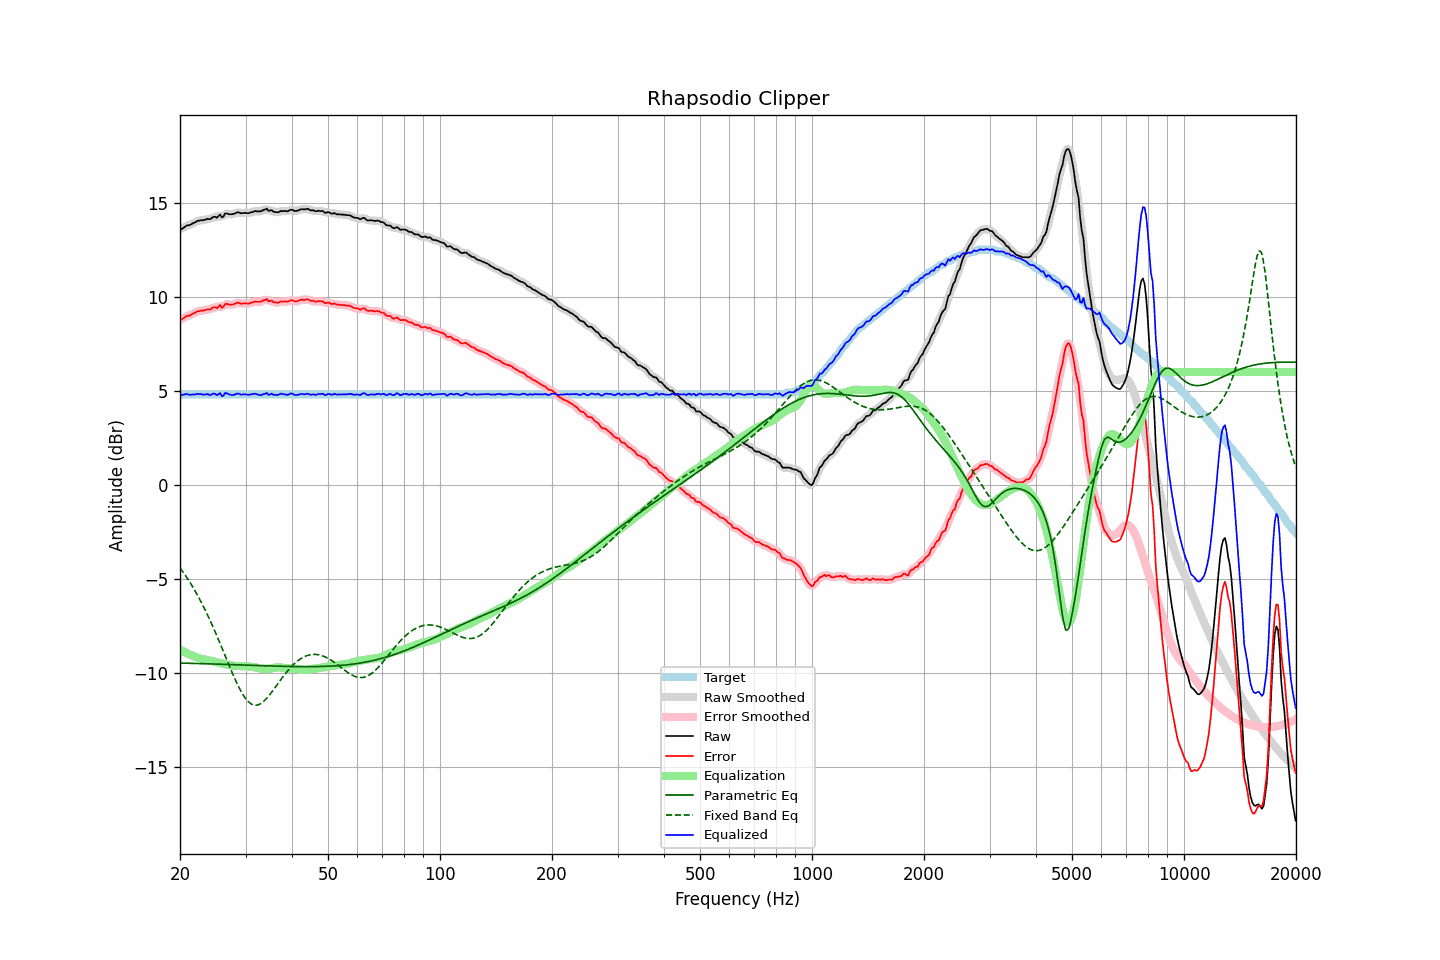 Rhapsodio Clipper
Amplitude (dBr)
15
10
5
0
−5
−10
−15
20
50
100
200
500
1000
2000
5000
10000
20000
Frequency (Hz)
Target
Raw Smoothed
Error Smoothed
Raw
Error
Equalization
Parametric Eq
Fixed Band Eq
Equalized